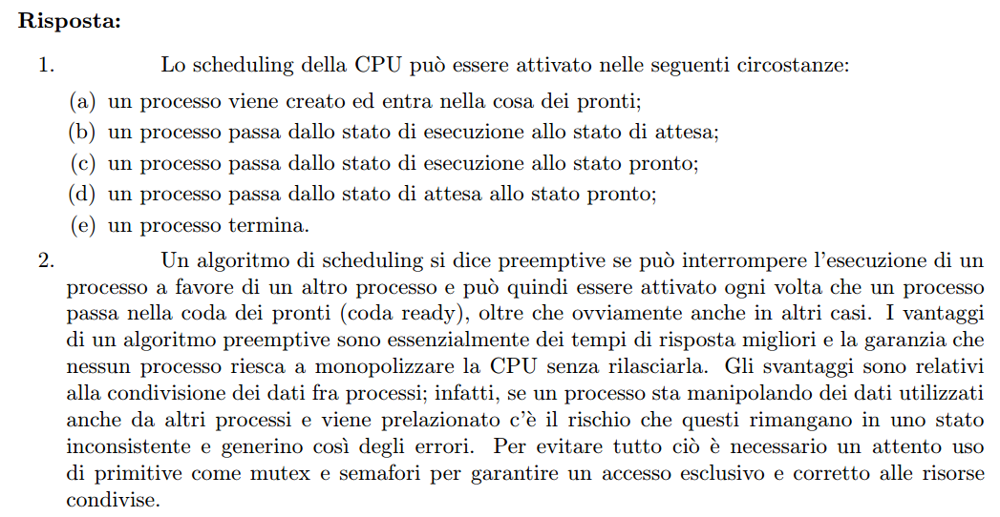 Risposta:
1. Lo scheduling della CPU può essere attivato nelle seguenti circostanze:
(a) un processo viene creato ed entra nella cosa dei pronti;
(b) un processo passa dallo stato di esecuzione allo stato di attesa;
(c) un processo passa dallo stato di esecuzione allo stato pronto;
(d) un processo passa dallo stato di attesa allo stato pronto;
(e) un processo termina.
2. Un algoritmo di scheduling si dice preemptive se può interrompere l'esecuzione di un
processo a favore di un altro processo e può quindi essere attivato ogni volta che un processo
passa nella coda dei pronti (coda ready), oltre che ovviamente anche in altri casi. I vantaggi
di un algoritmo preemptive sono essenzialmente dei tempi di risposta migliori e la garanzia che
nessun processo riesca a monopolizzare la CPU senza rilasciarla. Gli svantaggi sono relativi
alla condivisione dei dati fra processi; infatti, se un processo sta manipolando dei dati utilizzati
anche da altri processi e viene prelazionato c'è il rischio che questi rimangano in uno stato
inconsistente e generino così degli errori. Per evitare tutto ciò è necessario un attento uso
di primitive come mutex e semafori per garantire un accesso esclusivo e corretto alle risorse
condivise.